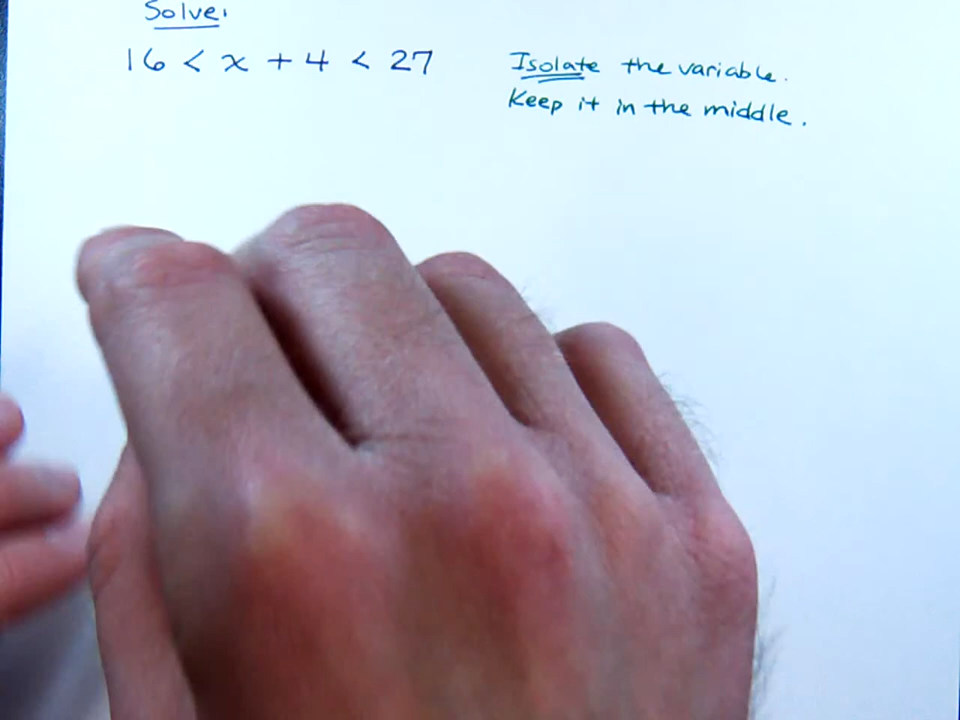 Solve:
16 < x + 4 < 27
Isolate the variable.
Keep it in the middle.